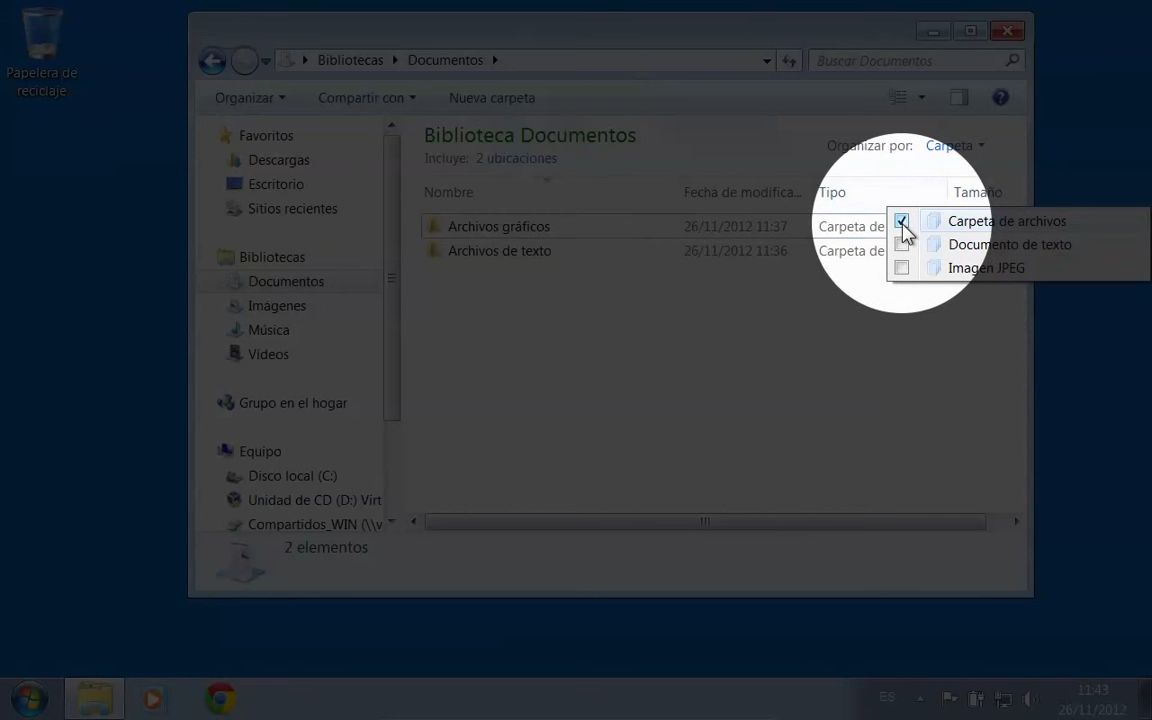 Papelera de
reciclaje
Bibliotecas Documentos
Buscar Documentos
Organizar Compartir con Nueva carpeta
Favoritos
Descargas
Escritorio
Sitios recientes
Bibliotecas
Documentos
Imágenes
Música
Vídeos
Grupo en el hogar
Equipo
Disco local (C:)
Unidad de CD (D:) Virt
Compartidos_WIN (\\v
Biblioteca Documentos
Incluye: 2 ubicaciones
Organizar por: Carpeta
Nombre Fecha de modifica... Tipo Tamaño
Archivos gráficos 26/11/2012 11:37 Carpeta de
Archivos de texto 26/11/2012 11:36 Carpeta de
Carpeta de archivos
Documento de texto
Imagen JPEG
2 elementos
ES
11:43
26/11/2012